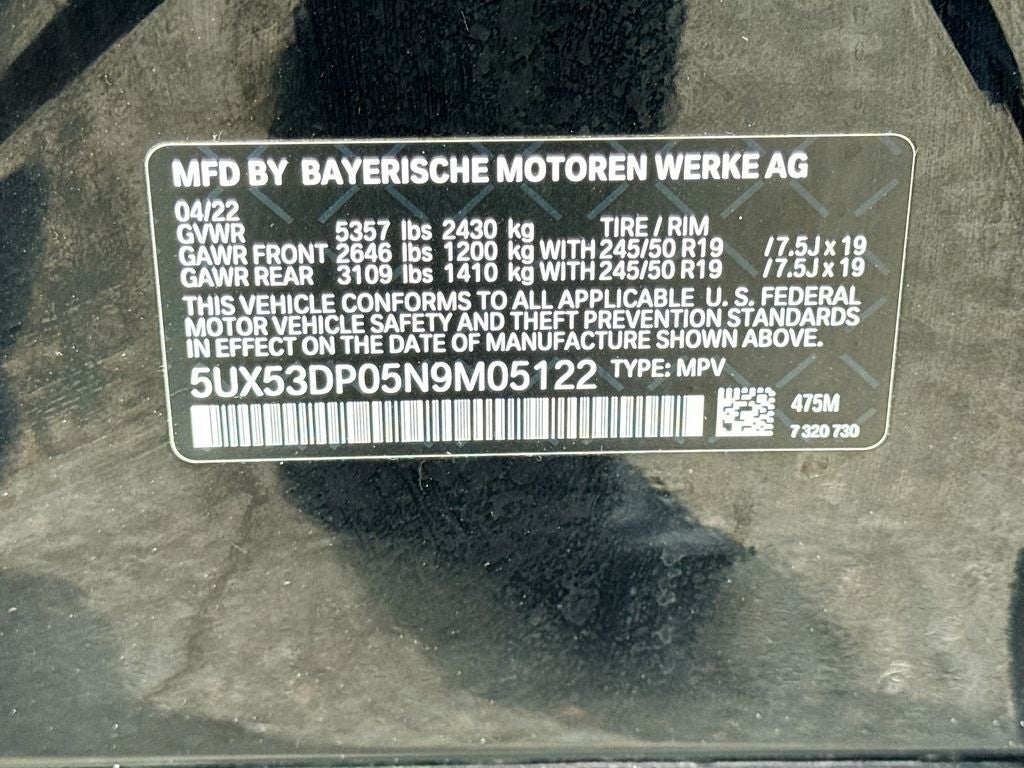 MFD BY BAYERISCHE MOTOREN WERKE AG
04/22
GVWR 5357 lbs 2430 kg TIRE / RIM
GAWR FRONT 2646 lbs 1200 kg WITH 245/50 R19 / 7.5J x 19
GAWR REAR 3109 lbs 1410 kg WITH 245/50 R19 / 7.5J x 19
THIS VEHICLE CONFORMS TO ALL APPLICABLE U. S. FEDERAL
MOTOR VEHICLE SAFETY AND THEFT PREVENTION STANDARDS
IN EFFECT ON THE DATE OF MANUFACTURE SHOWN ABOVE.
5UX53DP05N9M05122 TYPE: MPV
475M
7 320 730